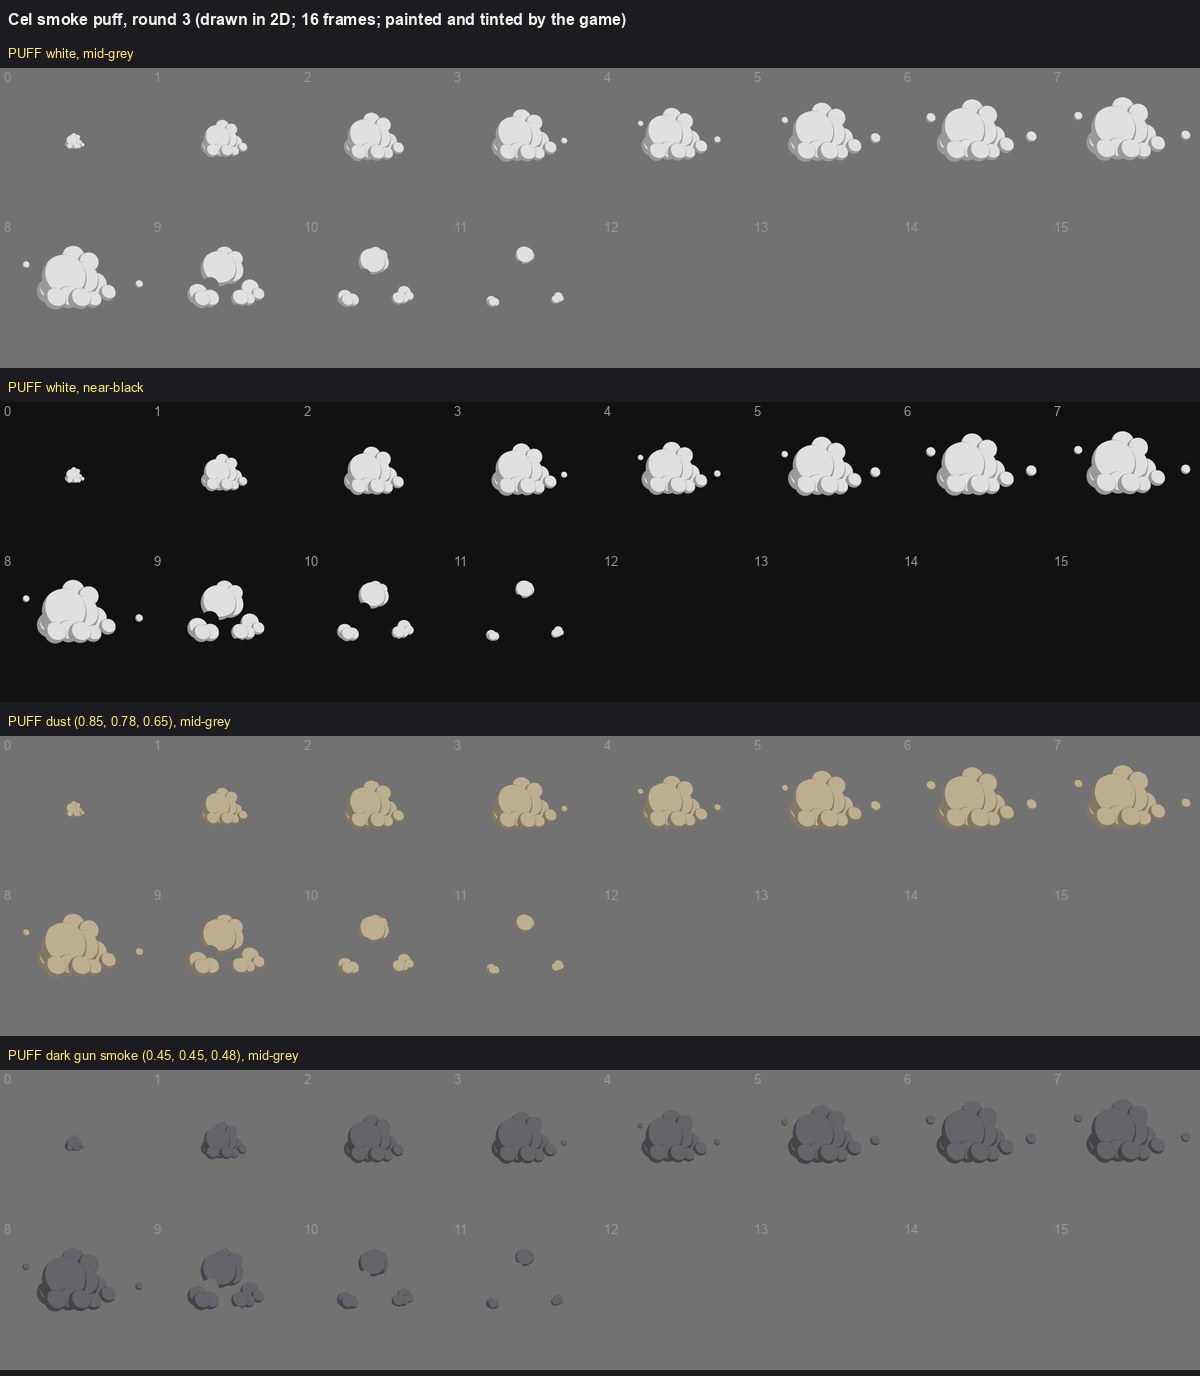 Cel smoke puff, round 3 (drawn in 2D; 16 frames; painted and tinted by the game)
PUFF white, mid-grey
0 1 2 3 4 5 6 7
8 9 10 11 12 13 14 15
PUFF white, near-black
0 1 2 3 4 5 6 7
8 9 10 11 12 13 14 15
PUFF dust (0.85, 0.78, 0.65), mid-grey
0 1 2 3 4 5 6 7
8 9 10 11 12 13 14 15
PUFF dark gun smoke (0.45, 0.45, 0.48), mid-grey
0 1 2 3 4 5 6 7
8 9 10 11 12 13 14 15